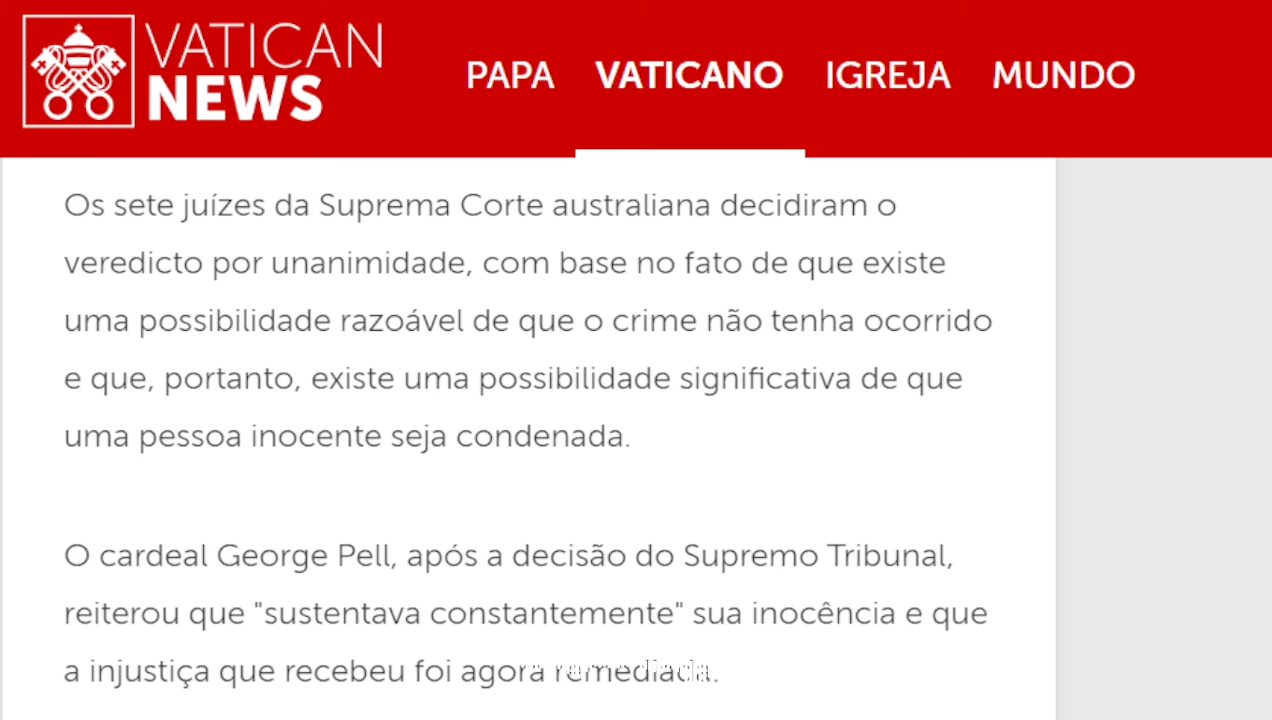 VATICAN
NEWS
PAPA VATICANO IGREJA MUNDO
Os sete juízes da Suprema Corte australiana decidiram o
veredicto por unanimidade, com base no fato de que existe
uma possibilidade razoável de que o crime não tenha ocorrido
e que, portanto, existe uma possibilidade significativa de que
uma pessoa inocente seja condenada.
O cardeal George Pell, após a decisão do Supremo Tribunal,
reiterou que "sustentava constantemente" sua inocência e que
a injustiça que recebeu foi agora remediada.